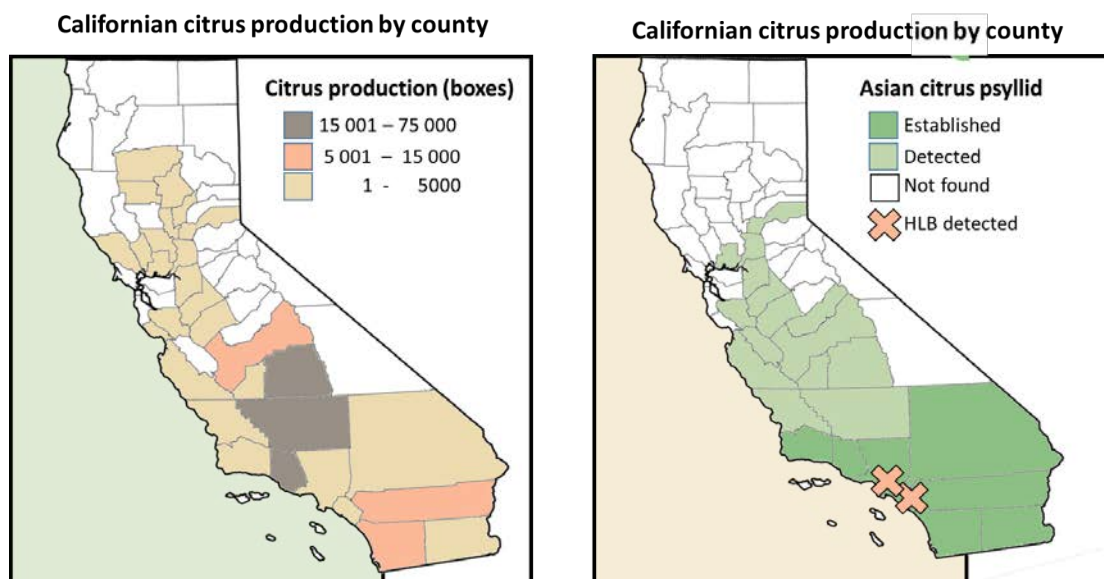 Californian citrus production by county
Citrus production (boxes)
15 001 – 75 000
5 001 – 15 000
1 - 5000
Californian citrus production by county
Asian citrus psyllid
Established
Detected
Not found
HLB detected